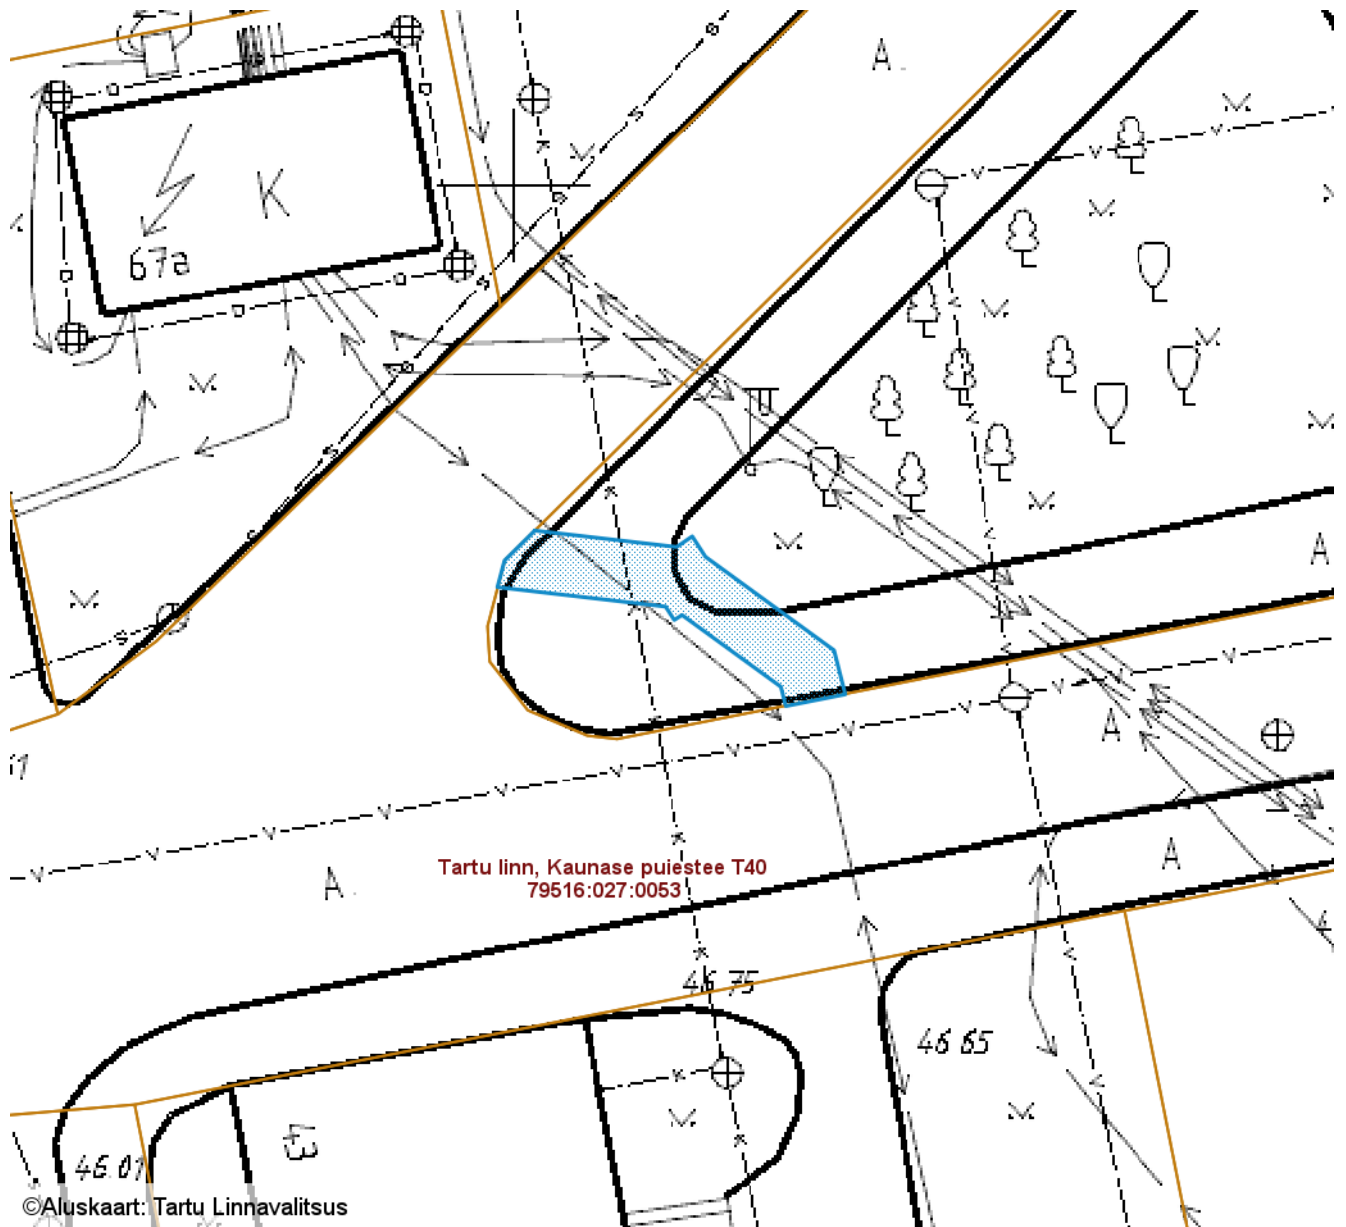 A.
K
67a
A
A
A
A.
Tartu linn, Kaunase puiestee T40
79516:027:0053
46 75
46 65
43
46 01
©Aluskaart: Tartu Linnavalitsus